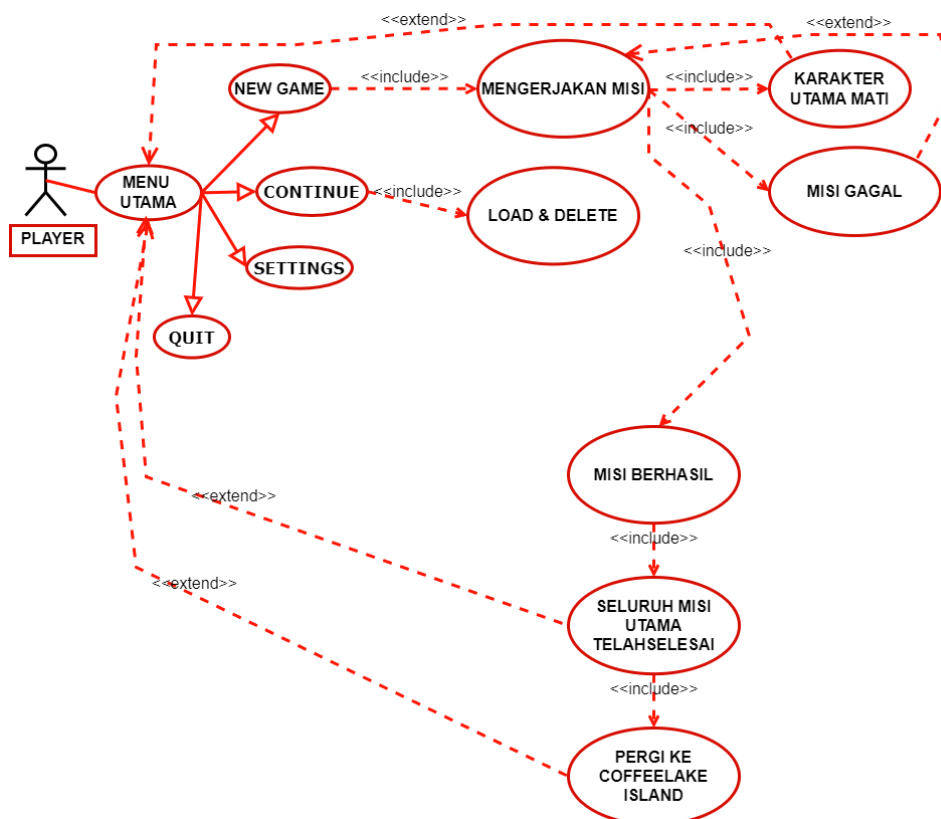 <<extend>>
<<extend>>
NEW GAME
<<include>>
MENGERJAKAN MISI
<<include>>
KARAKTER
UTAMA MATI
<<include>>
MENU
UTAMA
CONTINUE
<<include>>
LOAD & DELETE
MISI GAGAL
PLAYER
<<include>>
SETTINGS
QUIT
MISI BERHASIL
<<extend>>
<<include>>
<<extend>>
SELURUH MISI
UTAMA
TELAHSELESAI
<<include>>
PERGI KE
COFFEELAKE
ISLAND